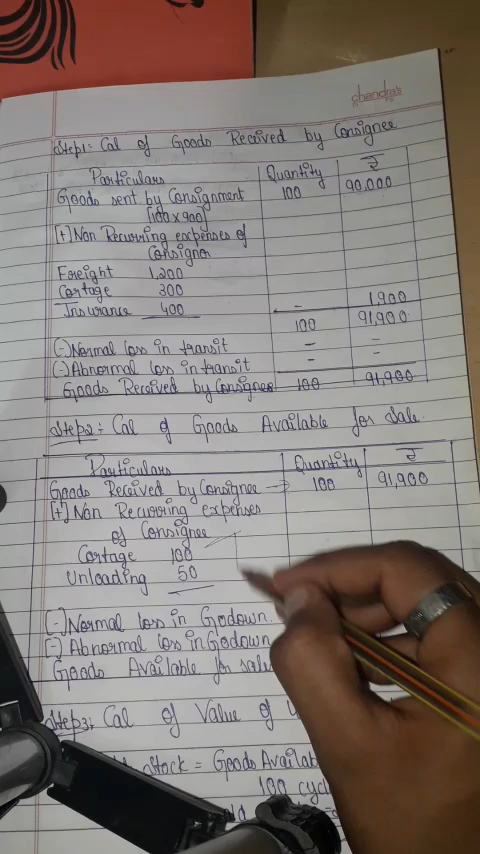 chandra's
Step1: Cal of Goods Received by Consignee
Particulars Quantity ₹
Goods sent by Consignment 100 90,000
[100x900]
[+] Non Recurring expenses of
Consignor
Freight 1,200
Cartage 300
Insurance 400 - 1,900
100 91,900
(-) Normal loss in transit - -
(-) Abnormal loss in transit - -
Goods Received by Consignee 100 91,900
Step2: Cal of Goods Available for Sale.
Particulars Quantity ₹
Goods Received by Consignee → 100 91,900
[+] Non Recurring expenses
of Consignee
Cartage 100
Unloading 50
(-) Normal loss in Godown.
(-) Abnormal loss in Godown
Goods Available for sale
Step3: Cal of Value of
Stock = Goods Availabl
100 cyc